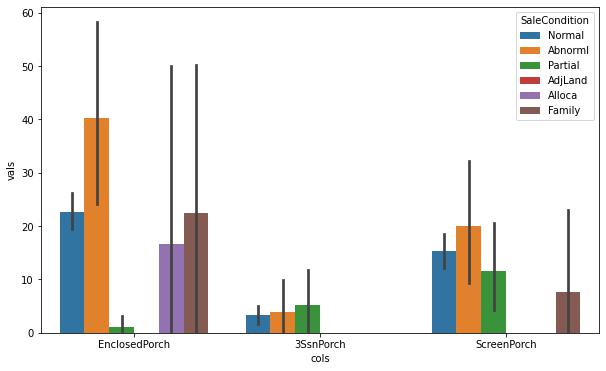 60
50
40
30
20
10
0
vals
EnclosedPorch
3SsnPorch
ScreenPorch
cols
SaleCondition
Normal
Abnorml
Partial
AdjLand
Alloca
Family